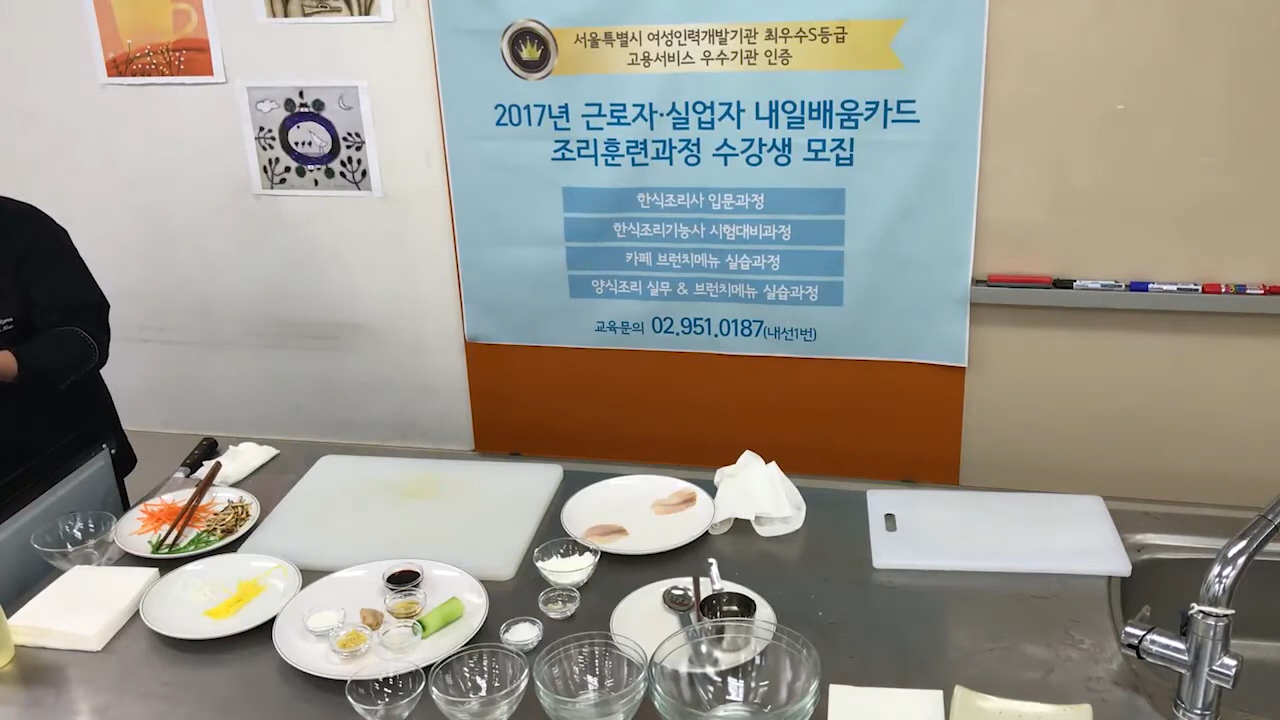 서울특별시 여성인력개발기관 최우수S등급
고용서비스 우수기관 인증
2017년 근로자·실업자 내일배움카드
조리훈련과정 수강생 모집
한식조리사 입문과정
한식조리기능사 시험대비과정
카페 브런치메뉴 실습과정
양식조리 실무 & 브런치메뉴 실습과정
교육문의 02.951.0187(내선1번)